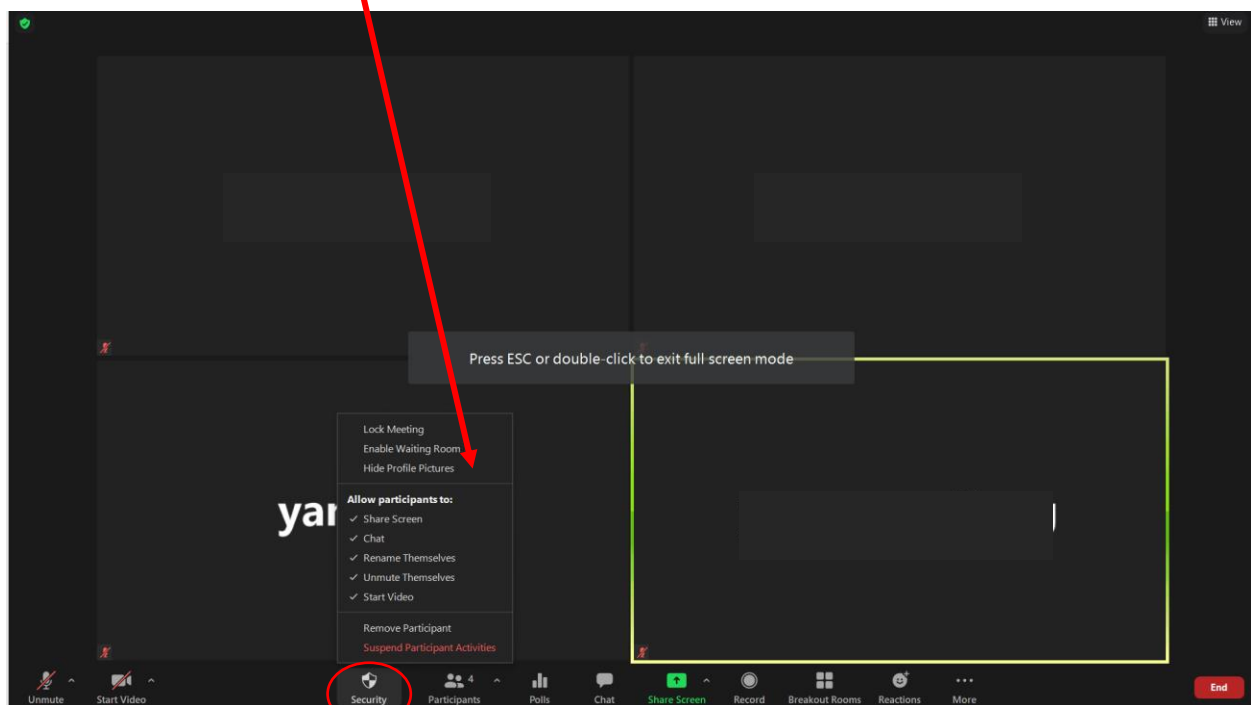 View
Press ESC or double-click to exit full screen mode
Lock Meeting
Enable Waiting Room
Hide Profile Pictures
Allow participants to:
Share Screen
Chat
Rename Themselves
Unmute Themselves
Start Video
Remove Participant
Suspend Participant Activities
Unmute
Start Video
Security
4
Participants
Polls
Chat
Share Screen
Record
Breakout Rooms
Reactions
More
End